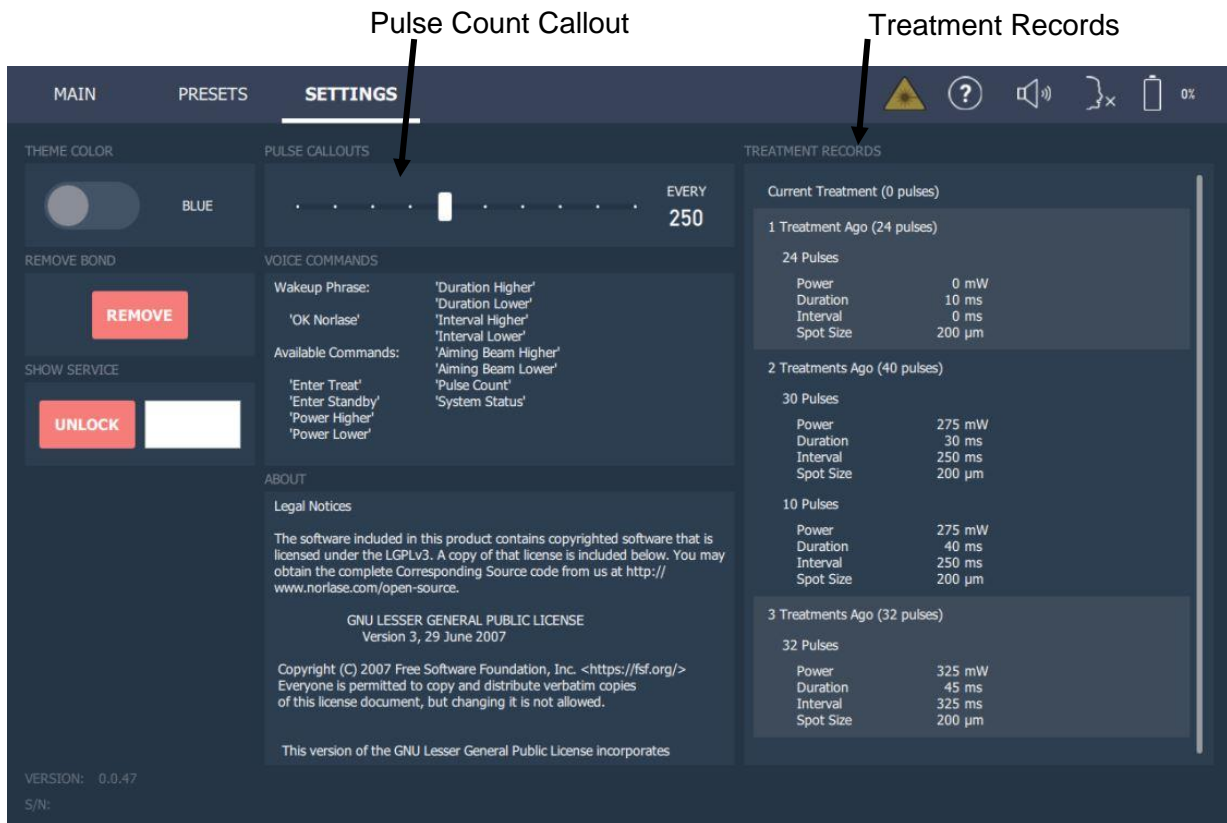 Pulse Count Callout
Treatment Records
MAIN PRESETS SETTINGS ? 0%
THEME COLOR
BLUE
REMOVE BOND
REMOVE
SHOW SERVICE
UNLOCK
PULSE CALLOUTS
EVERY
250
VOICE COMMANDS
Wakeup Phrase:
'OK Norlase'
Available Commands:
'Enter Treat'
'Enter Standby'
'Power Higher'
'Power Lower'
'Duration Higher'
'Duration Lower'
'Interval Higher'
'Interval Lower'
'Aiming Beam Higher'
'Aiming Beam Lower'
'Pulse Count'
'System Status'
ABOUT
Legal Notices
The software included in this product contains copyrighted software that is
licensed under the LGPLv3. A copy of that license is included below. You may
obtain the complete Corresponding Source code from us at http://
www.norlase.com/open-source.
GNU LESSER GENERAL PUBLIC LICENSE
Version 3, 29 June 2007
Copyright (C) 2007 Free Software Foundation, Inc. <https://fsf.org/>
Everyone is permitted to copy and distribute verbatim copies
of this license document, but changing it is not allowed.
This version of the GNU Lesser General Public License incorporates
TREATMENT RECORDS
Current Treatment (0 pulses)
1 Treatment Ago (24 pulses)
24 Pulses
Power 0 mW
Duration 10 ms
Interval 0 ms
Spot Size 200 µm
2 Treatments Ago (40 pulses)
30 Pulses
Power 275 mW
Duration 30 ms
Interval 250 ms
Spot Size 200 µm
10 Pulses
Power 275 mW
Duration 40 ms
Interval 250 ms
Spot Size 200 µm
3 Treatments Ago (32 pulses)
32 Pulses
Power 325 mW
Duration 45 ms
Interval 325 ms
Spot Size 200 µm
VERSION: 0.0.47
S/N: